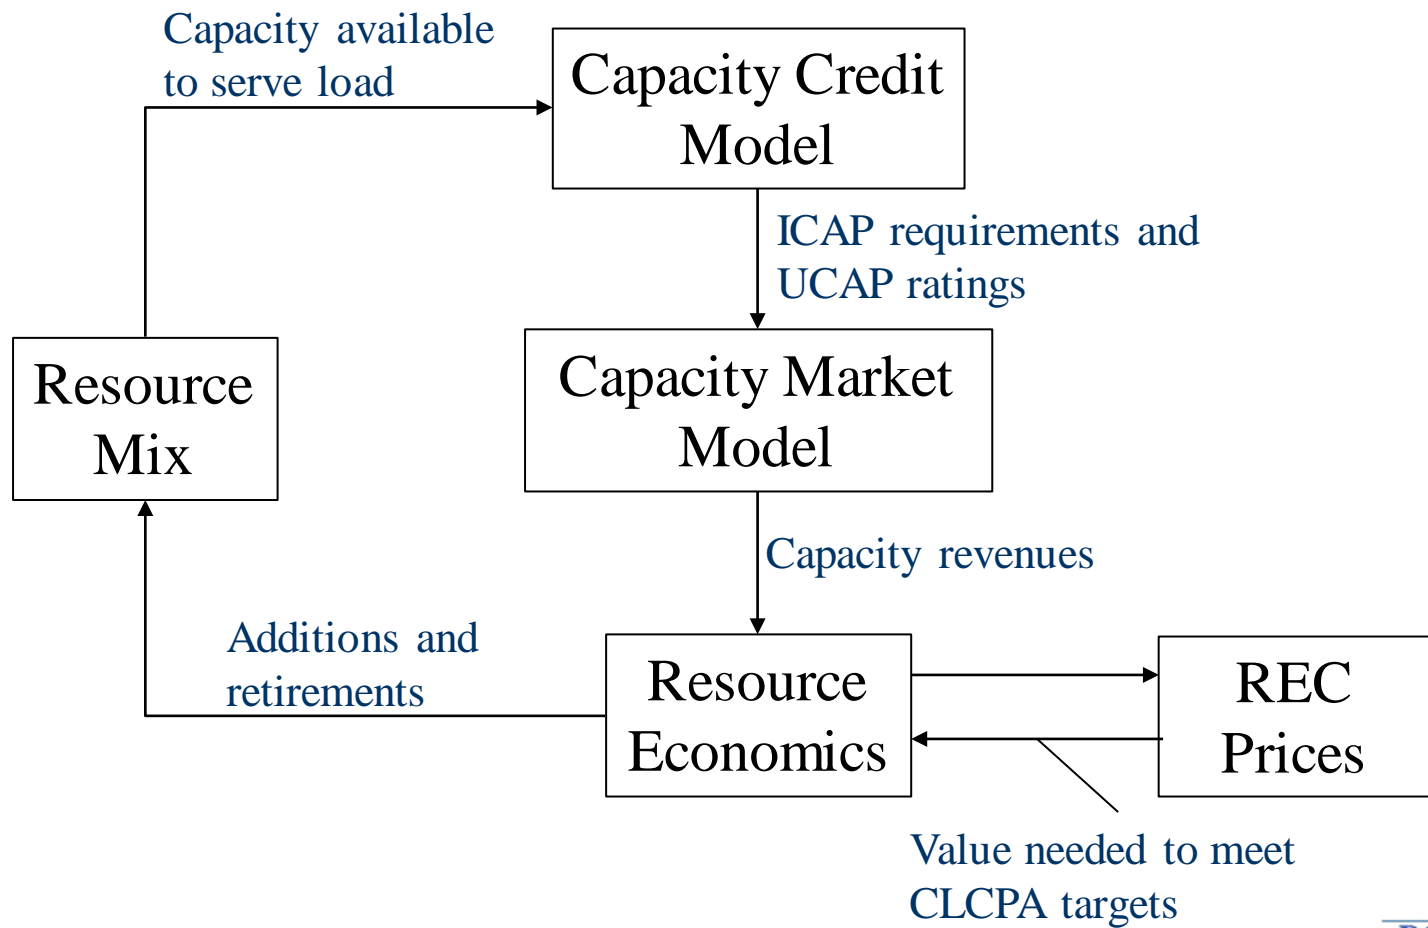 Capacity available
to serve load
Capacity Credit
Model
ICAP requirements and
UCAP ratings
Resource
Mix
Capacity Market
Model
Capacity revenues
Additions and
retirements
Resource
Economics
REC
Prices
Value needed to meet
CLCPA targets